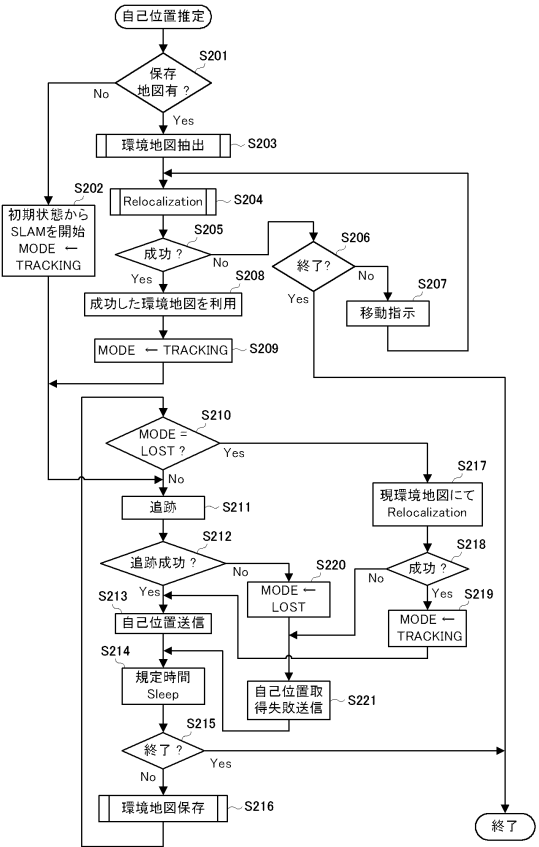 自己位置推定
S201
保存
地図有 ?
No
Yes
環境地図抽出
S203
S202
初期状態から
SLAMを開始
MODE ←
TRACKING
Relocalization
S204
S205
成功 ?
No
Yes
S206
終了?
No
Yes
S207
移動指示
S208
成功した環境地図を利用
MODE ← TRACKING
S209
S210
MODE =
LOST ?
Yes
No
S217
現環境地図にて
Relocalization
追跡
S211
S212
追跡成功 ?
No
Yes
S218
成功 ?
No
Yes
S220
MODE ←
LOST
S219
MODE ←
TRACKING
S213
自己位置送信
S214
規定時間
Sleep
自己位置取
得失敗送信
S221
S215
終了 ?
Yes
No
環境地図保存
S216
終了